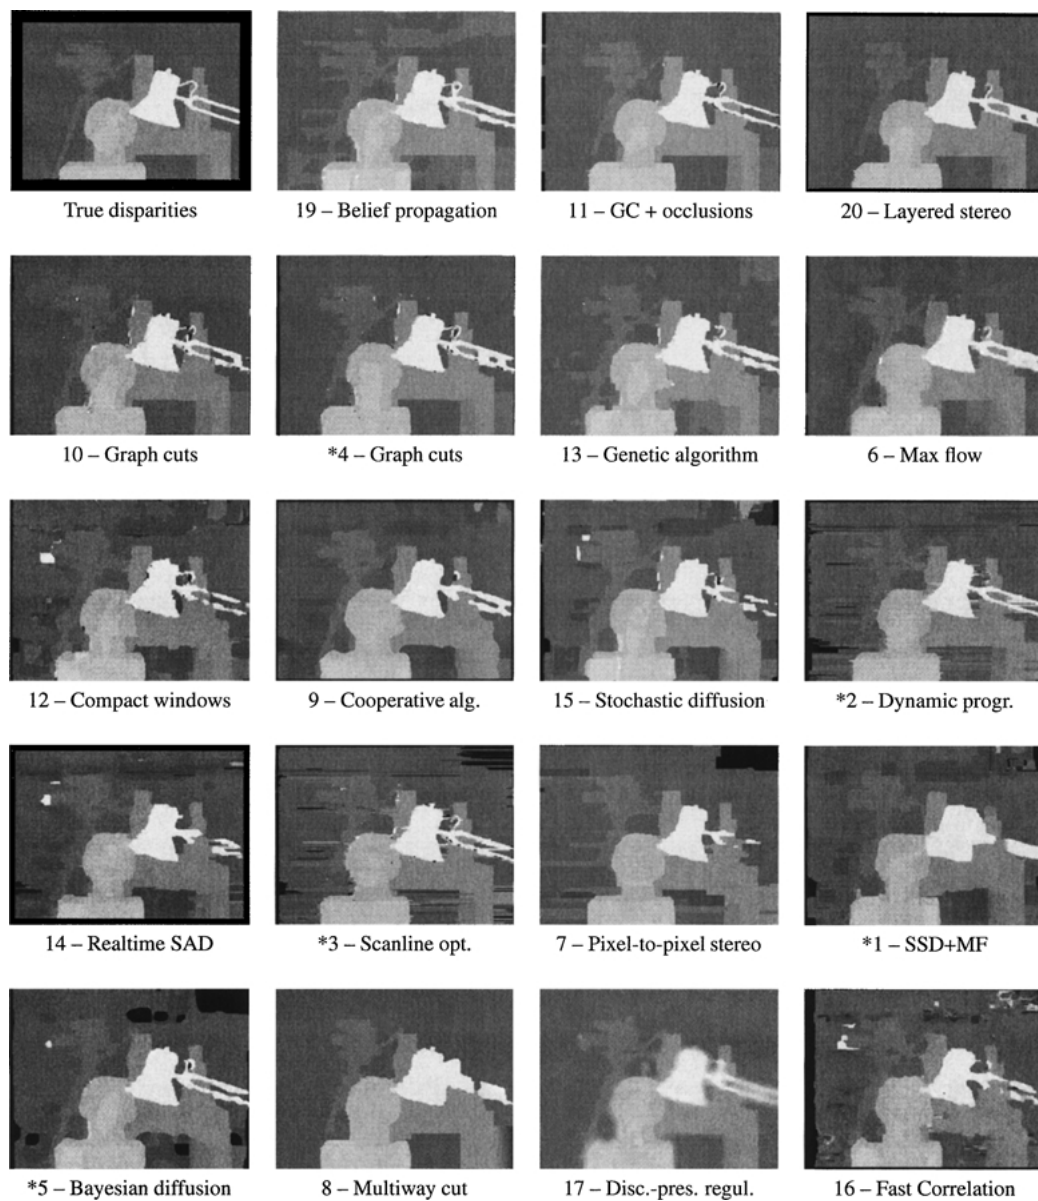 True disparities
19 – Belief propagation
11 – GC + occlusions
20 – Layered stereo
10 – Graph cuts
*4 – Graph cuts
13 – Genetic algorithm
6 – Max flow
12 – Compact windows
9 – Cooperative alg.
15 – Stochastic diffusion
*2 – Dynamic progr.
14 – Realtime SAD
*3 – Scanline opt.
7 – Pixel-to-pixel stereo
*1 – SSD+MF
*5 – Bayesian diffusion
8 – Multiway cut
17 – Disc.-pres. regul.
16 – Fast Correlation